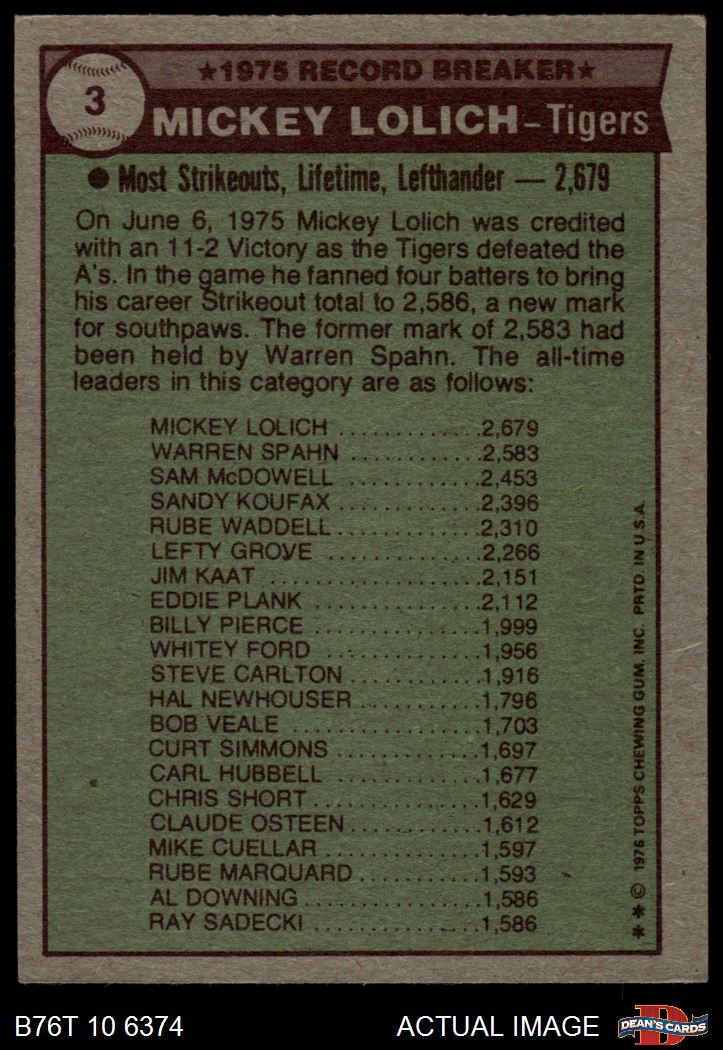 3
★1975 RECORD BREAKER★
MICKEY LOLICH-Tigers
● Most Strikeouts, Lifetime, Lefthander — 2,679
On June 6, 1975 Mickey Lolich was credited
with an 11-2 Victory as the Tigers defeated the
A's. In the game he fanned four batters to bring
his career Strikeout total to 2,586, a new mark
for southpaws. The former mark of 2,583 had
been held by Warren Spahn. The all-time
leaders in this category are as follows:
MICKEY LOLICH ..............2,679
WARREN SPAHN .............2,583
SAM McDOWELL .............2,453
SANDY KOUFAX .............2,396
RUBE WADDELL.............2,310
LEFTY GROVE ..............2,266
JIM KAAT ..................2,151
EDDIE PLANK ...............2,112
BILLY PIERCE ...............1,999
WHITEY FORD ..............1,956
STEVE CARLTON ............1,916
HAL NEWHOUSER ...........1,796
BOB VEALE .................1,703
CURT SIMMONS ............1,697
CARL HUBBELL .............1,677
CHRIS SHORT ...............1,629
CLAUDE OSTEEN............1,612
MIKE CUELLAR .............1,597
RUBE MARQUARD ..........1,593
AL DOWNING ...............1,586
RAY SADECKI ...............1,586
** © 1976 TOPPS CHEWING GUM, INC. PRTD. IN U.S.A.
B76T 10 6374
ACTUAL IMAGE
D
DEAN'S CARDS